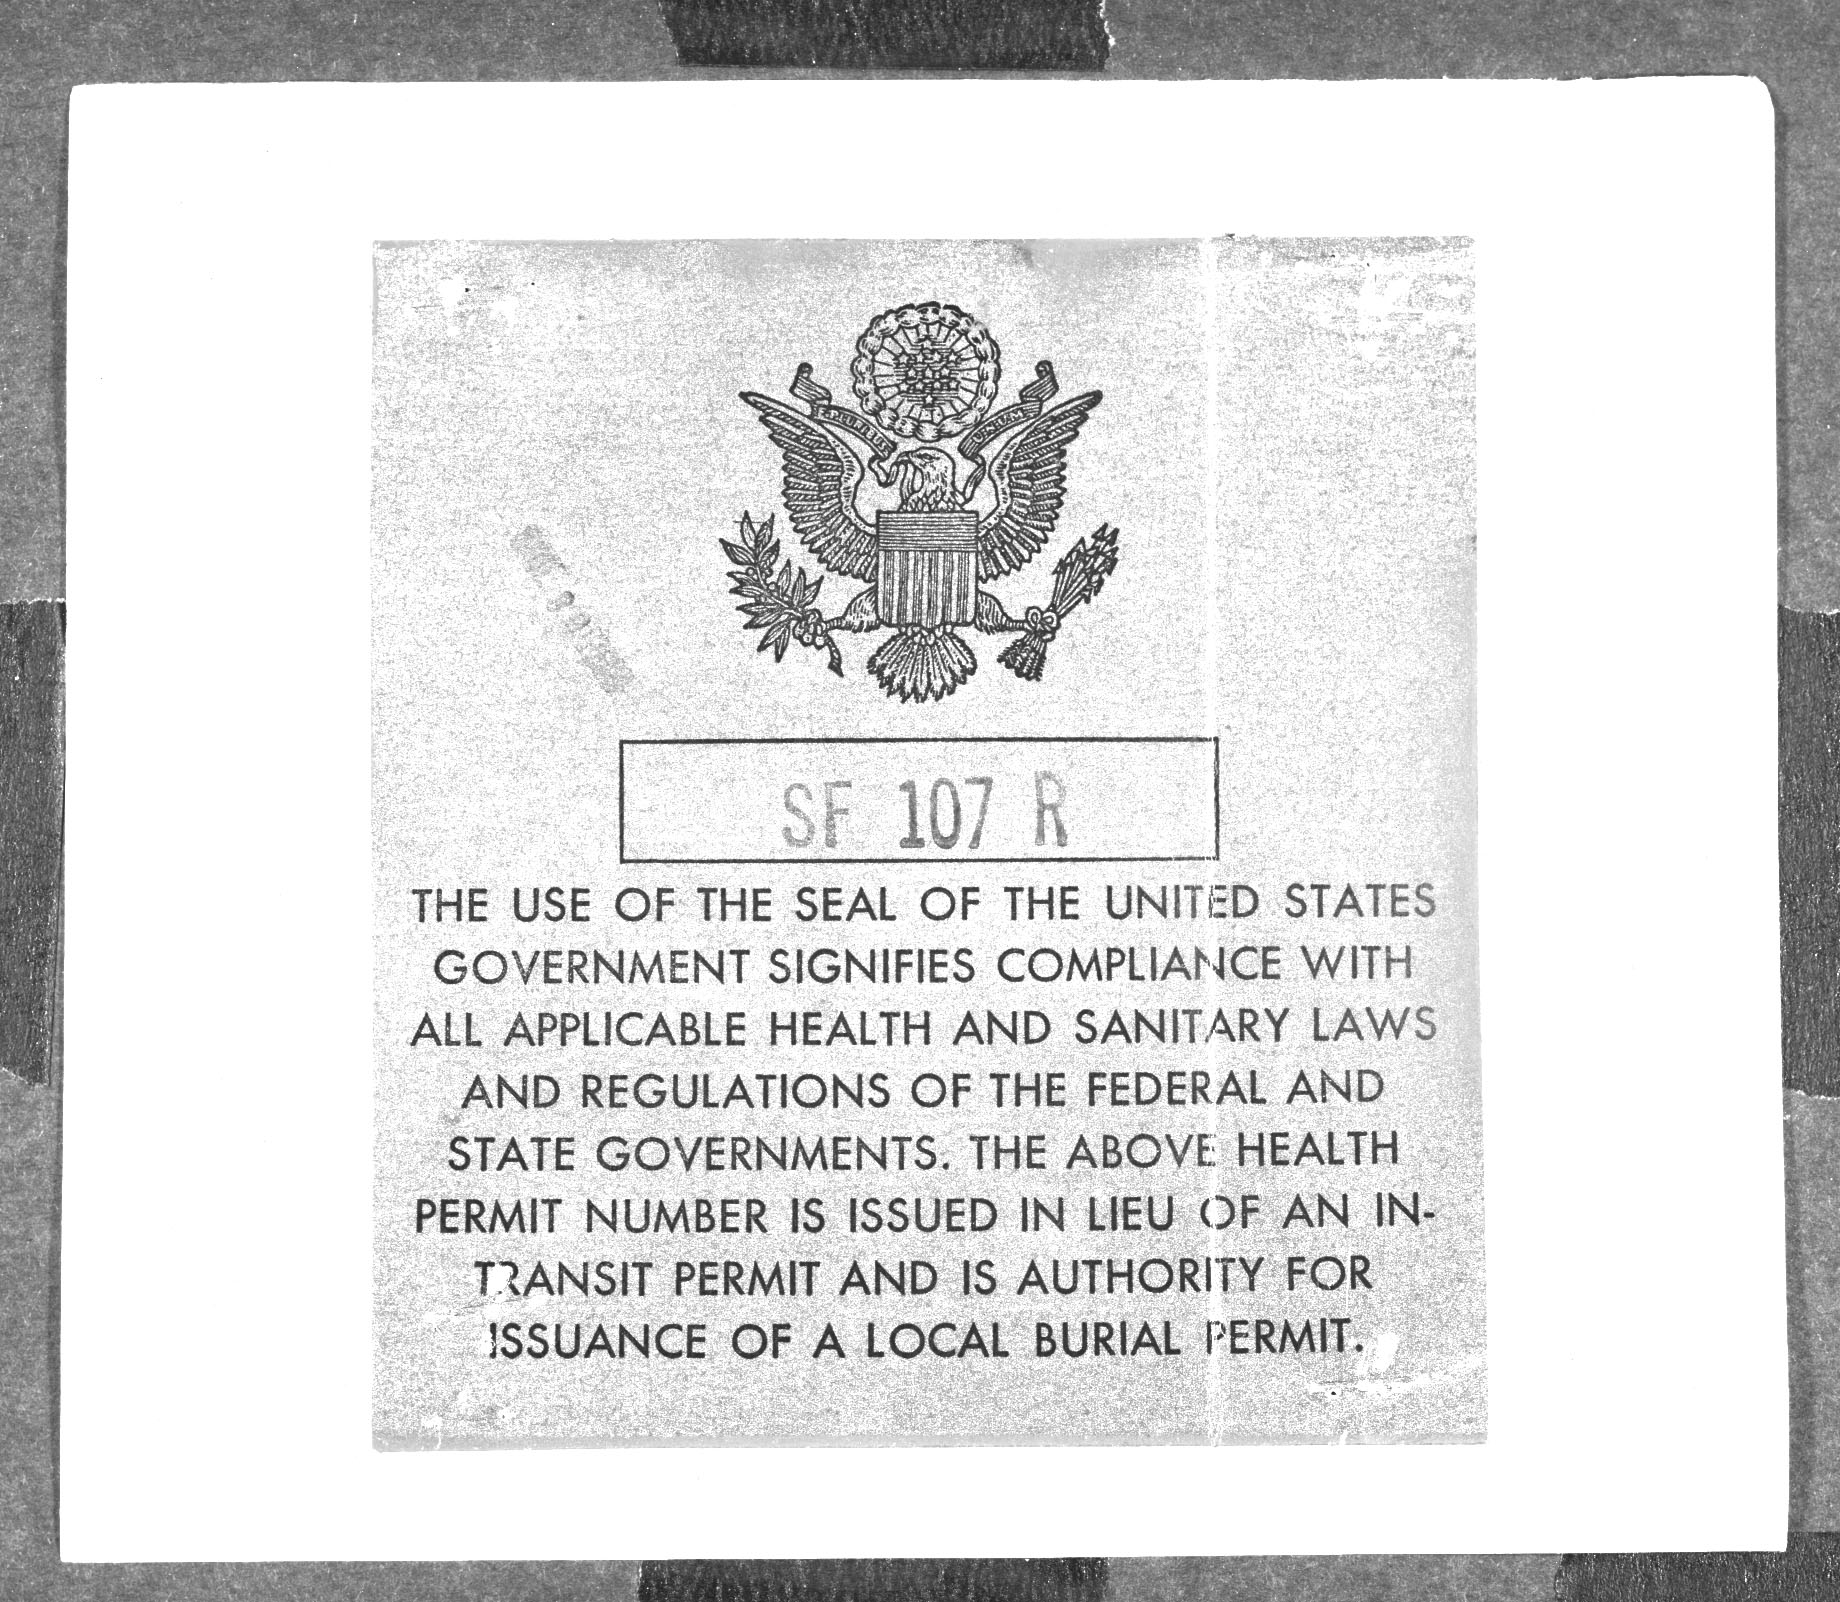 SF 107 R
THE USE OF THE SEAL OF THE UNITED STATES
GOVERNMENT SIGNIFIES COMPLIANCE WITH
ALL APPLICABLE HEALTH AND SANITARY LAWS
AND REGULATIONS OF THE FEDERAL AND
STATE GOVERNMENTS. THE ABOVE HEALTH
PERMIT NUMBER IS ISSUED IN LIEU OF AN IN-
TRANSIT PERMIT AND IS AUTHORITY FOR
ISSUANCE OF A LOCAL BURIAL PERMIT.